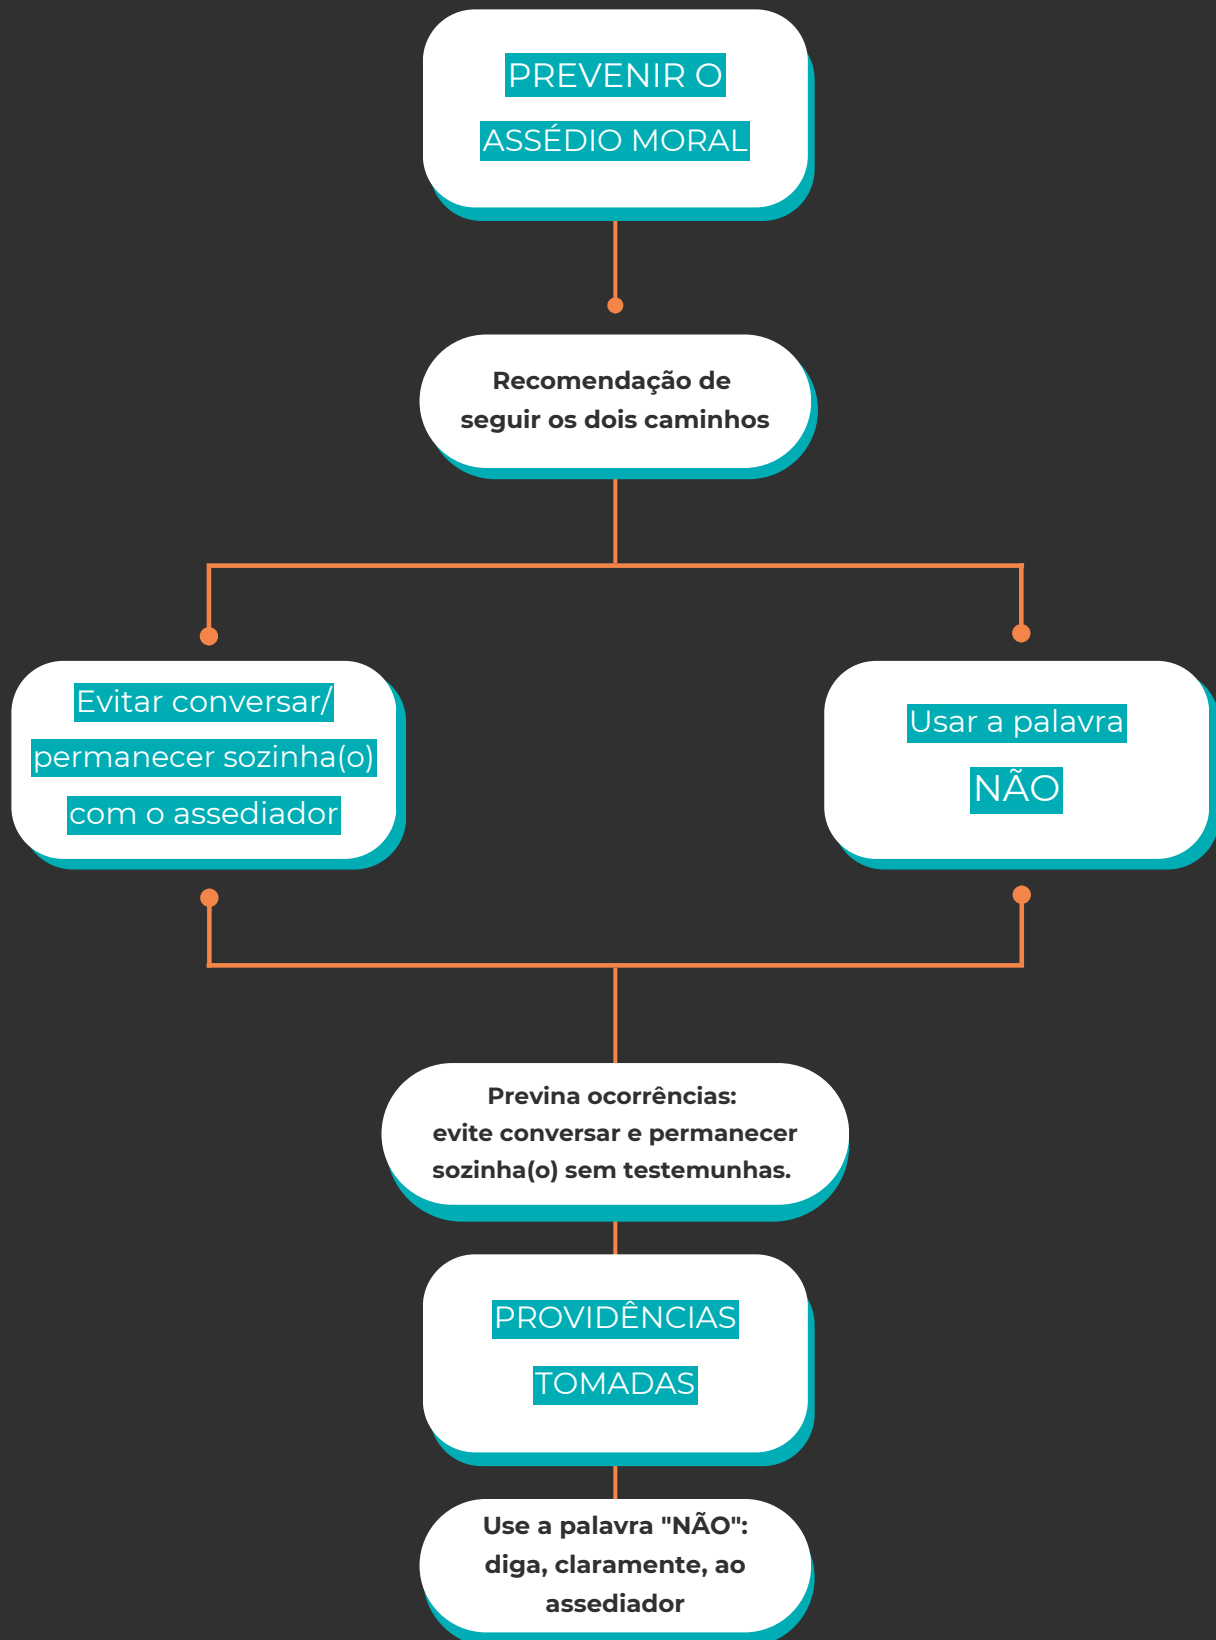 PREVENIR O
ASSÉDIO MORAL
Recomendação de
seguir os dois caminhos
Evitar conversar/
permanecer sozinha(o)
com o assediador
Usar a palavra
NÃO
Previna ocorrências:
evite conversar e permanecer
sozinha(o) sem testemunhas.
PROVIDÊNCIAS
TOMADAS
Use a palavra "NÃO":
diga, claramente, ao
assediador